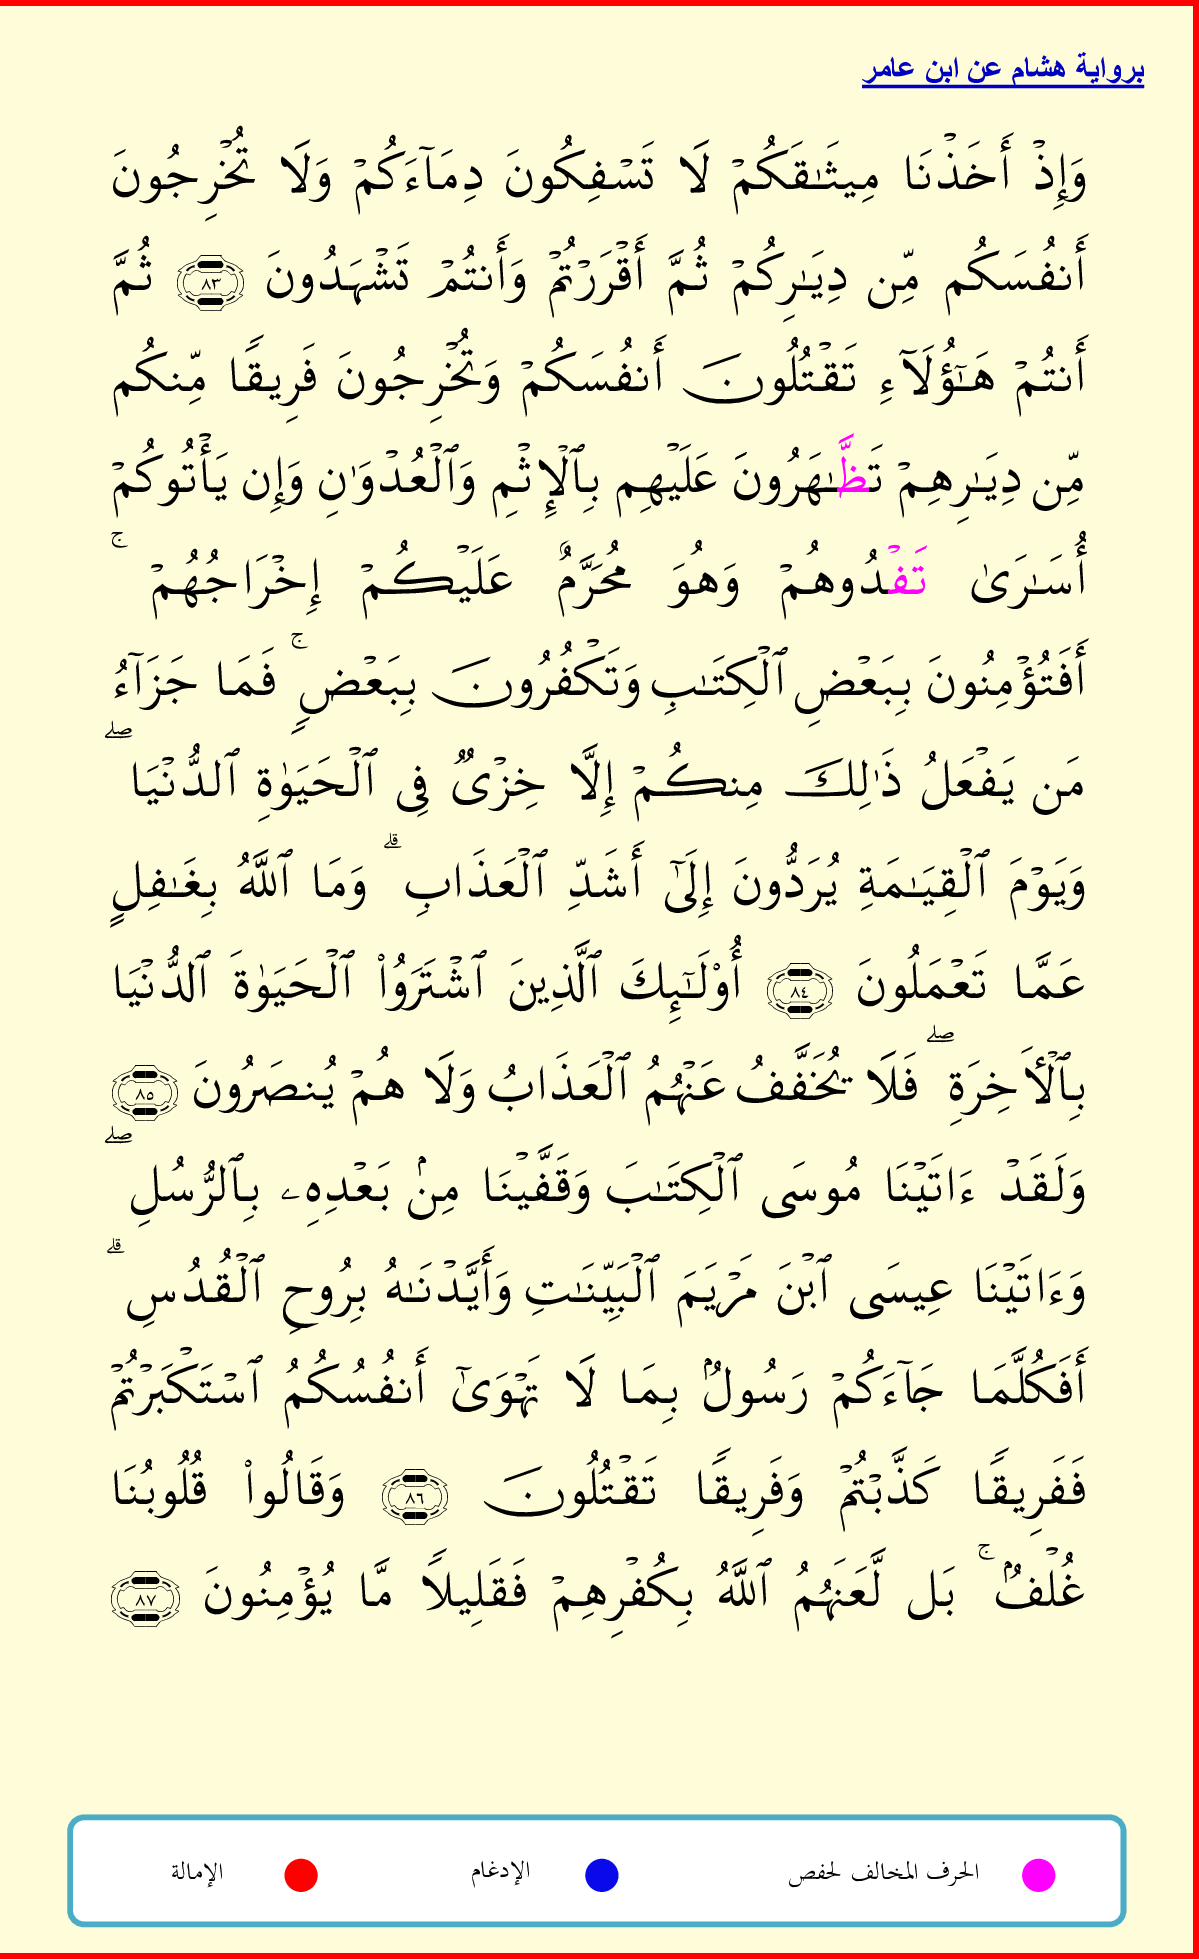 برواية هشام عن ابن عامر
وَإِذْ أَخَذْنَا مِيثَـٰقَكُمْ لَا تَسْفِكُونَ دِمَآءَكُمْ وَلَا تُخْرِجُونَ
أَنفُسَكُم مِّن دِيَـٰرِكُمْ ثُمَّ أَقْرَرْتُمْ وَأَنتُمْ تَشْهَدُونَ ٨٣ ثُمَّ
أَنتُمْ هَـٰٓؤُلَآءِ تَقْتُلُونَ أَنفُسَكُمْ وَتُخْرِجُونَ فَرِيقًا مِّنكُم
مِّن دِيَـٰرِهِمْ تَظَّـٰهَرُونَ عَلَيْهِم بِٱلْإِثْمِ وَٱلْعُدْوَٰنِ وَإِن يَأْتُوكُمْ
أُسَـٰرَىٰ تَفْدُوهُمْ وَهُوَ مُحَرَّمٌ عَلَيْكُمْ إِخْرَاجُهُمْ ۚ
أَفَتُؤْمِنُونَ بِبَعْضِ ٱلْكِتَـٰبِ وَتَكْفُرُونَ بِبَعْضٍ ۚ فَمَا جَزَآءُ
مَن يَفْعَلُ ذَٰلِكَ مِنكُمْ إِلَّا خِزْىٌ فِى ٱلْحَيَوٰةِ ٱلدُّنْيَا ۖ
وَيَوْمَ ٱلْقِيَـٰمَةِ يُرَدُّونَ إِلَىٰٓ أَشَدِّ ٱلْعَذَابِ ۗ وَمَا ٱللَّهُ بِغَـٰفِلٍ
عَمَّا تَعْمَلُونَ ٨٤ أُو۟لَـٰٓئِكَ ٱلَّذِينَ ٱشْتَرَوُا۟ ٱلْحَيَوٰةَ ٱلدُّنْيَا
بِٱلْـَٔاخِرَةِ ۖ فَلَا يُخَفَّفُ عَنْهُمُ ٱلْعَذَابُ وَلَا هُمْ يُنصَرُونَ ٨٥
وَلَقَدْ ءَاتَيْنَا مُوسَى ٱلْكِتَـٰبَ وَقَفَّيْنَا مِنۢ بَعْدِهِۦ بِٱلرُّسُلِ ۖ
وَءَاتَيْنَا عِيسَى ٱبْنَ مَرْيَمَ ٱلْبَيِّنَـٰتِ وَأَيَّدْنَـٰهُ بِرُوحِ ٱلْقُدُسِ ۗ
أَفَكُلَّمَا جَآءَكُمْ رَسُولٌۢ بِمَا لَا تَهْوَىٰٓ أَنفُسُكُمُ ٱسْتَكْبَرْتُمْ
فَفَرِيقًا كَذَّبْتُمْ وَفَرِيقًا تَقْتُلُونَ ٨٦ وَقَالُوا۟ قُلُوبُنَا
غُلْفٌۢ ۚ بَل لَّعَنَهُمُ ٱللَّهُ بِكُفْرِهِمْ فَقَلِيلًا مَّا يُؤْمِنُونَ ٨٧
الحرف المخالف لحفص الإدغام الإمالة